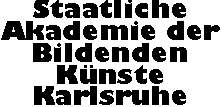 Staatliche
Akademie der
Bildenden
Künste
Karlsruhe